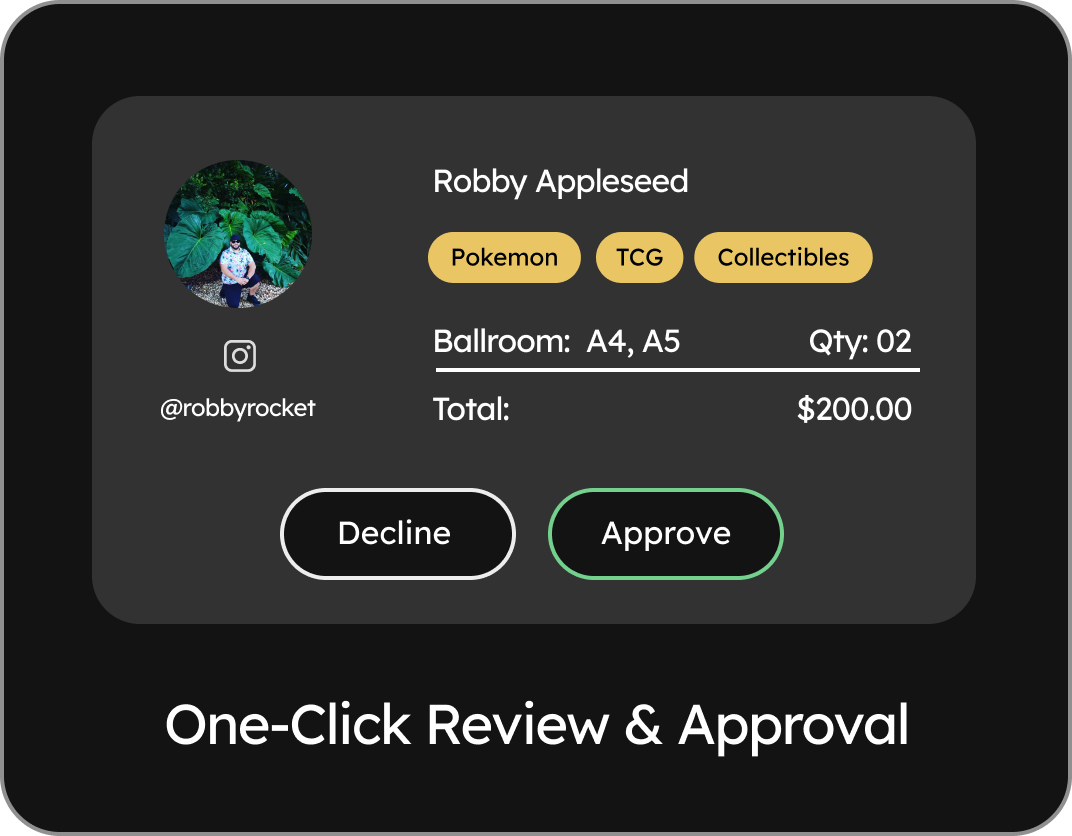 Robby Appleseed
Pokemon TCG Collectibles
Ballroom: A4, A5 Qty: 02
@robbyrocket
Total: $200.00
Decline Approve
One-Click Review & Approval